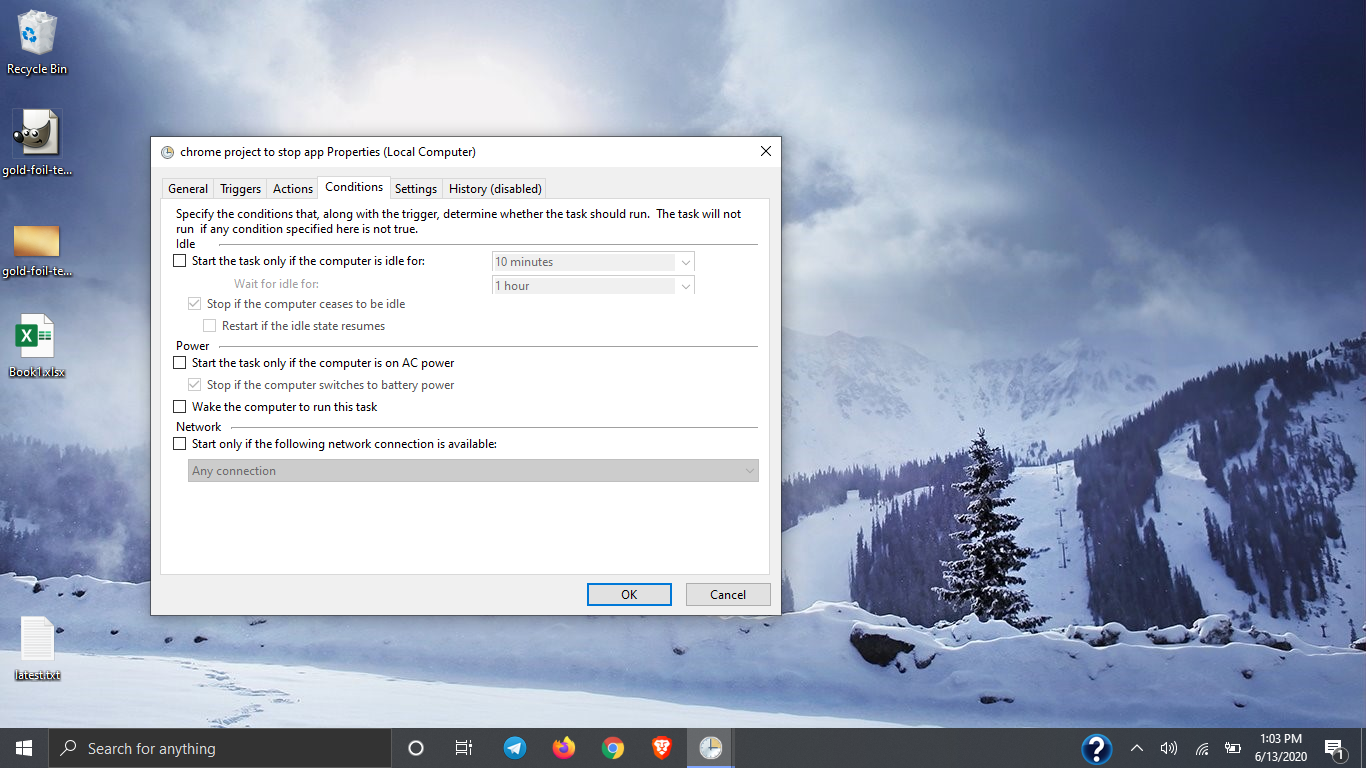 Recycle Bin
gold-foil-te...
gold-foil-te...
Book1.xlsx
latest.txt
chrome project to stop app Properties (Local Computer)
General Triggers Actions Conditions Settings History (disabled)
Specify the conditions that, along with the trigger, determine whether the task should run.  The task will not
run  if any condition specified here is not true.
Idle
Start the task only if the computer is idle for: 10 minutes
Wait for idle for: 1 hour
Stop if the computer ceases to be idle
Restart if the idle state resumes
Power
Start the task only if the computer is on AC power
Stop if the computer switches to battery power
Wake the computer to run this task
Network
Start only if the following network connection is available:
Any connection
OK Cancel
Search for anything
1:03 PM
6/13/2020
1